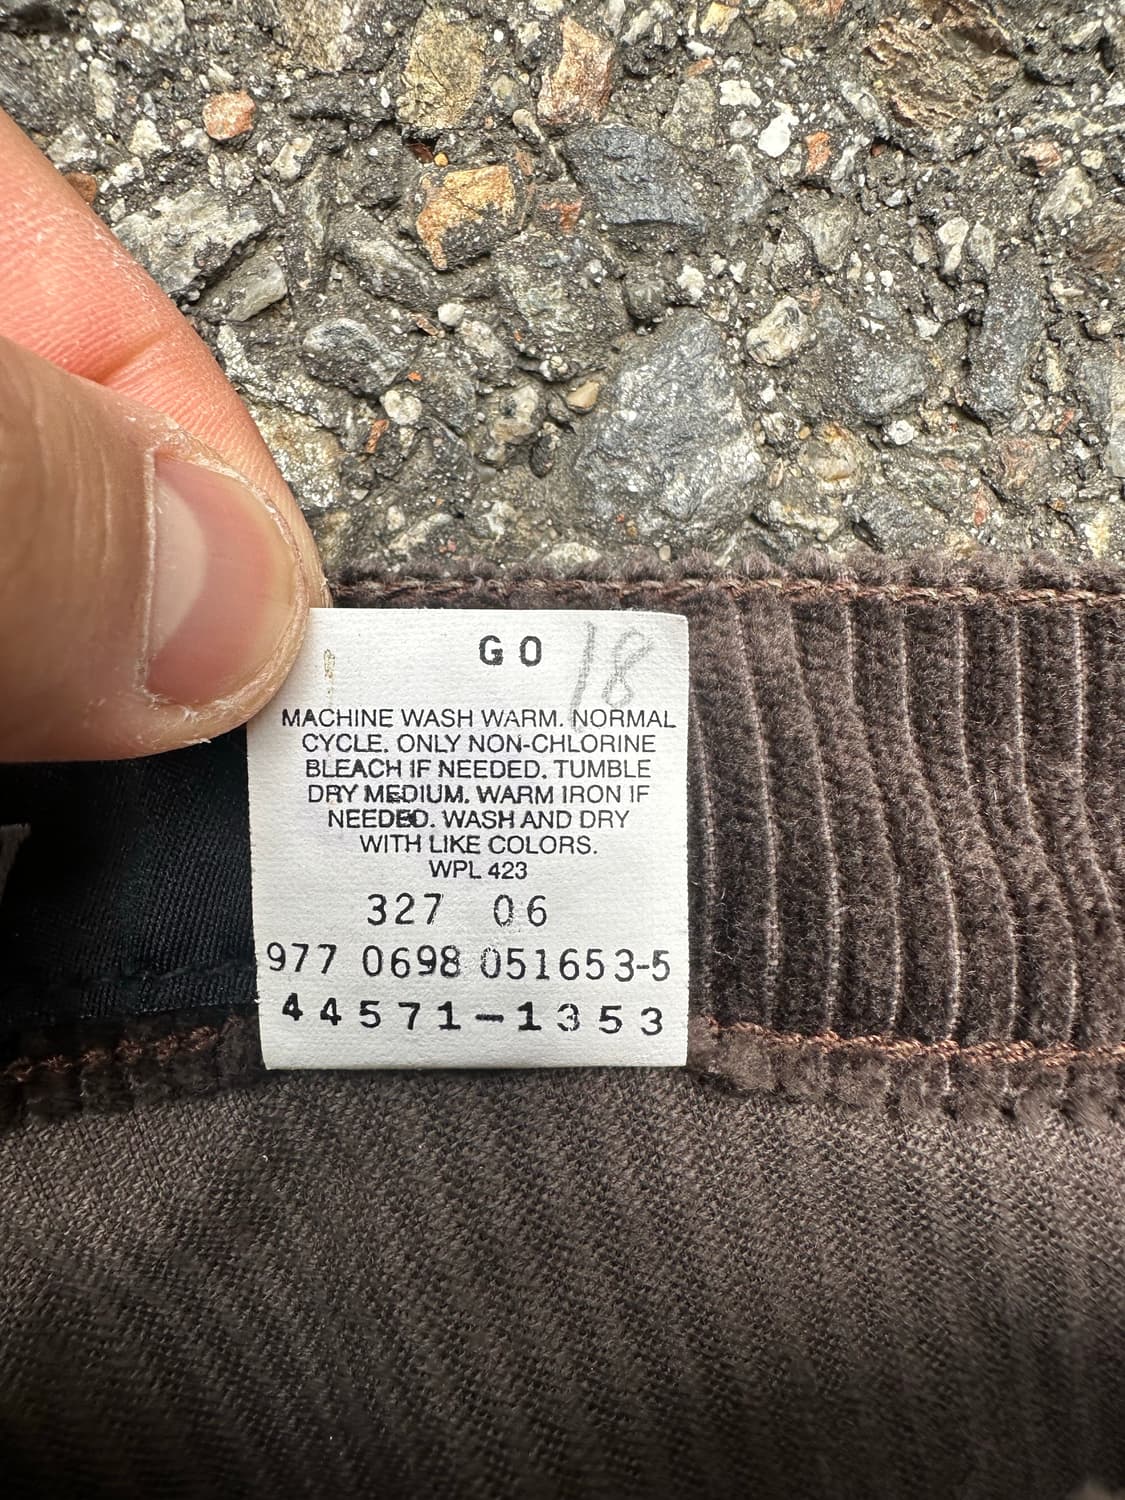 GO 18
MACHINE WASH WARM. NORMAL
CYCLE. ONLY NON-CHLORINE
BLEACH IF NEEDED. TUMBLE
DRY MEDIUM. WARM IRON IF
NEEDED. WASH AND DRY
WITH LIKE COLORS.
WPL 423
327 06
977 0698 051653-5
44571-1353